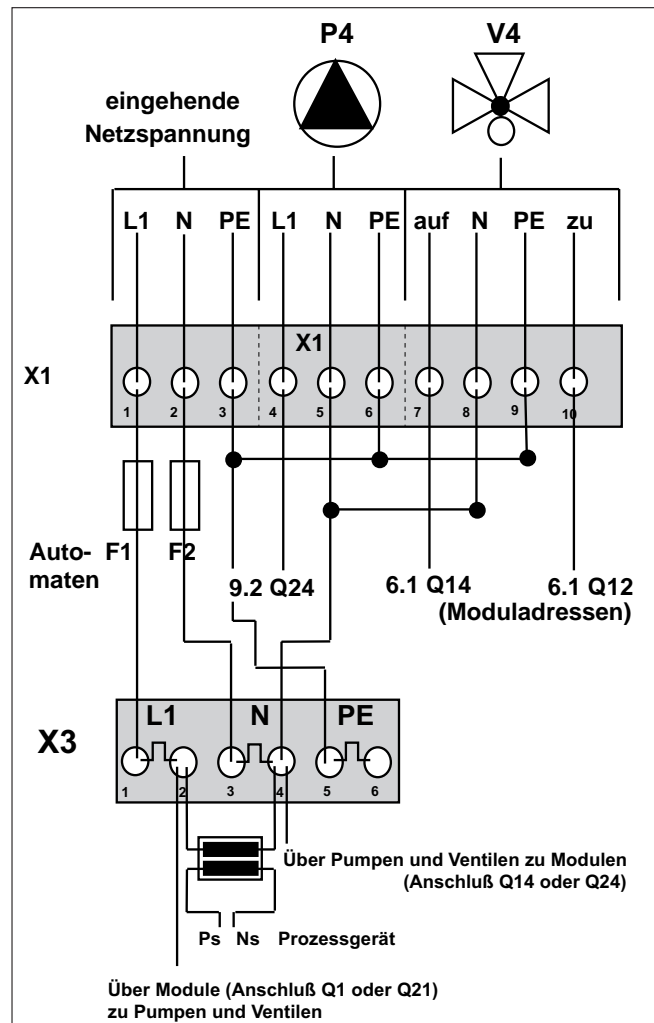 P4 V4
eingehende
Netzspannung
L1 N PE L1 N PE auf N PE zu
X1
X1
1 2 3 4 5 6 7 8 9 10
Auto- F1 F2
maten
9.2 Q24 6.1 Q14 6.1 Q12
(Moduladressen)
L1 N PE
X3
1 2 3 4 5 6
Über Pumpen und Ventilen zu Modulen
(Anschluß Q14 oder Q24)
Ps Ns Prozessgerät
Über Module (Anschluß Q1 oder Q21)
zu Pumpen und Ventilen